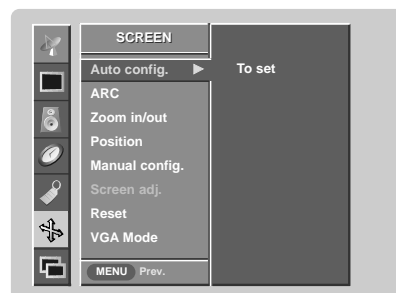 SCREEN
Auto config. ▶ To set
ARC
Zoom in/out
Position
Manual config.
Screen adj.
Reset
VGA Mode
MENU Prev.